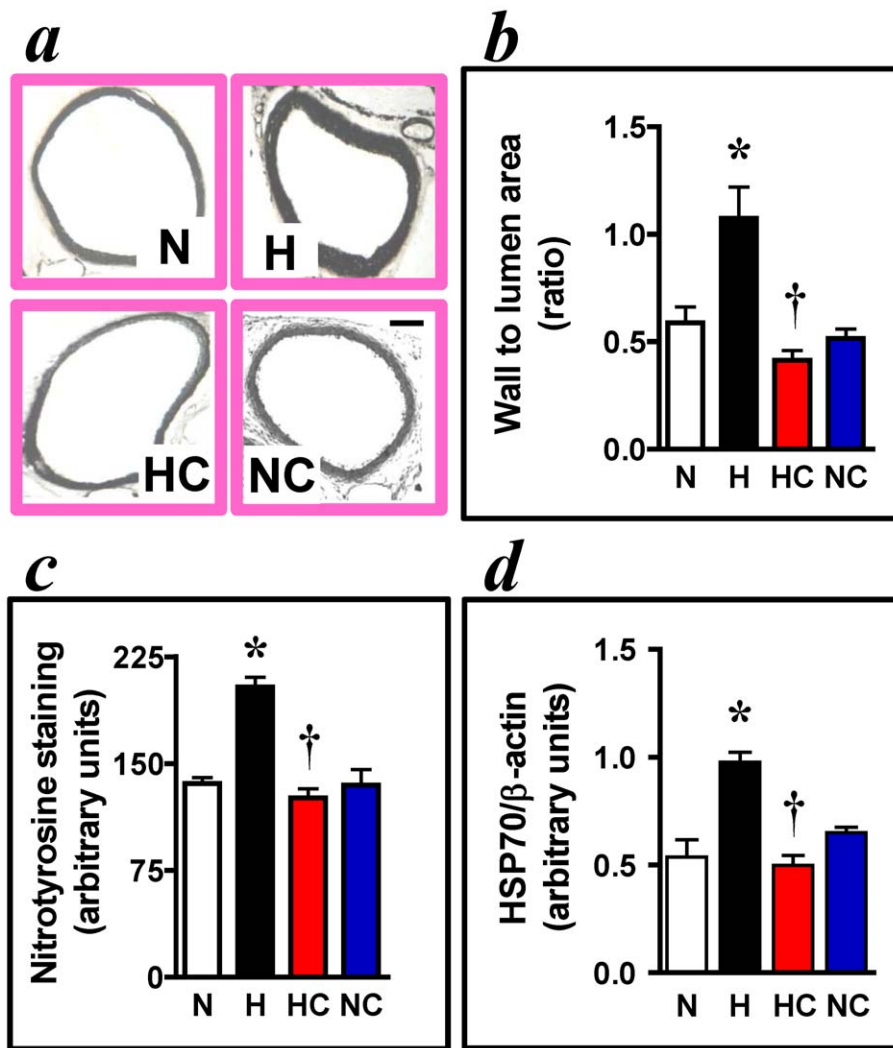 a
N
H
HC
NC
b
Wall to lumen area
(ratio)
1.5
1.0
0.5
0.0
*
†
N H HC NC
c
Nitrotyrosine staining
(arbitrary units)
225
150
75
0
*
†
N H HC NC
d
HSP70/β-actin
(arbitrary units)
1.5
1.0
0.5
0.0
*
†
N H HC NC